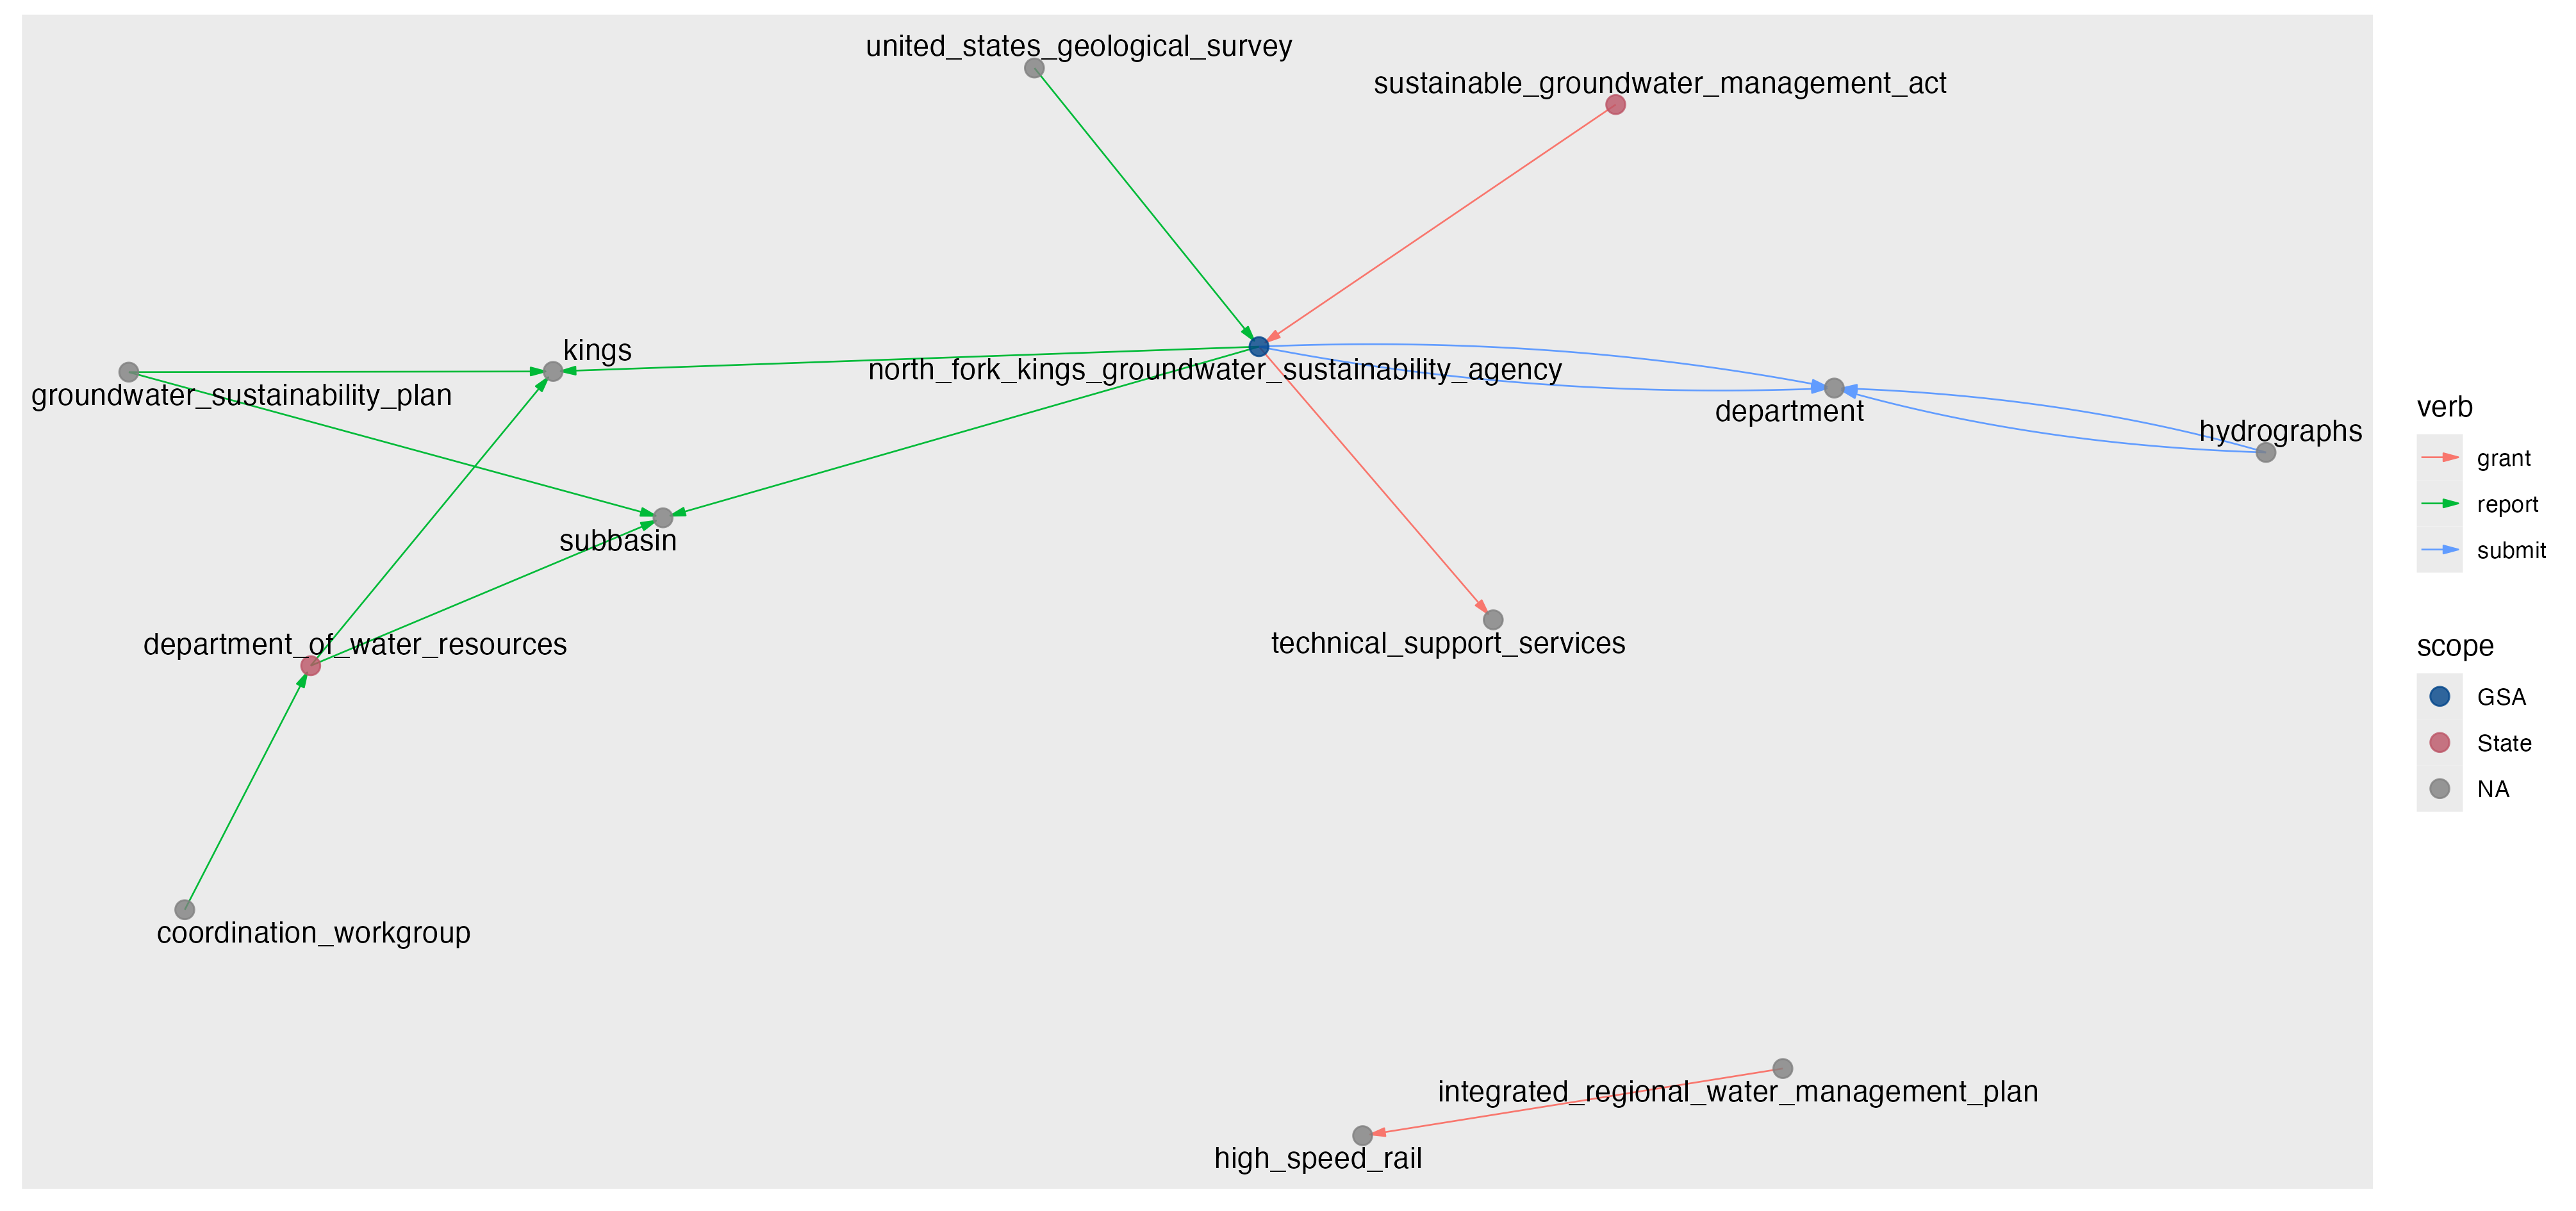 united_states_geological_survey
sustainable_groundwater_management_act
kings
north_fork_kings_groundwater_sustainability_agency
groundwater_sustainability_plan
department
hydrographs
subbasin
department_of_water_resources
technical_support_services
coordination_workgroup
integrated_regional_water_management_plan
high_speed_rail
verb
grant
report
submit
scope
GSA
State
NA